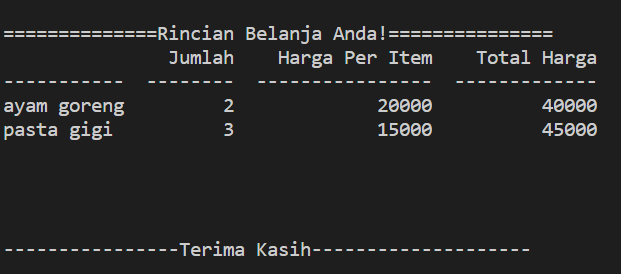 ==============Rincian Belanja Anda!===============
               Jumlah    Harga Per Item    Total Harga
-----------  --------  ----------------  -------------
ayam goreng         2             20000          40000
pasta gigi          3             15000          45000
----------------Terima Kasih--------------------